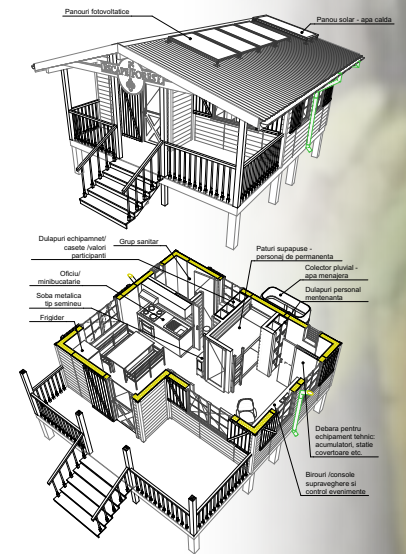 Panouri fotovoltatice
Panou solar - apa calda
ESCAPE FOREST
Dulapuri echipamnet/
casete /valori
participanti
Grup sanitar
Paturi supapuse -
personaj de permanenta
Colector pluvial -
apa menajera
Dulapuri personal
mentenanta
Oficiu/
minibucatarie
Soba metalica
tip semineu
Frigider
Debara pentru
echipament tehnic:
acumulatori, statie
covertoare etc.
Birouri /console
supraveghere si
control evenimente